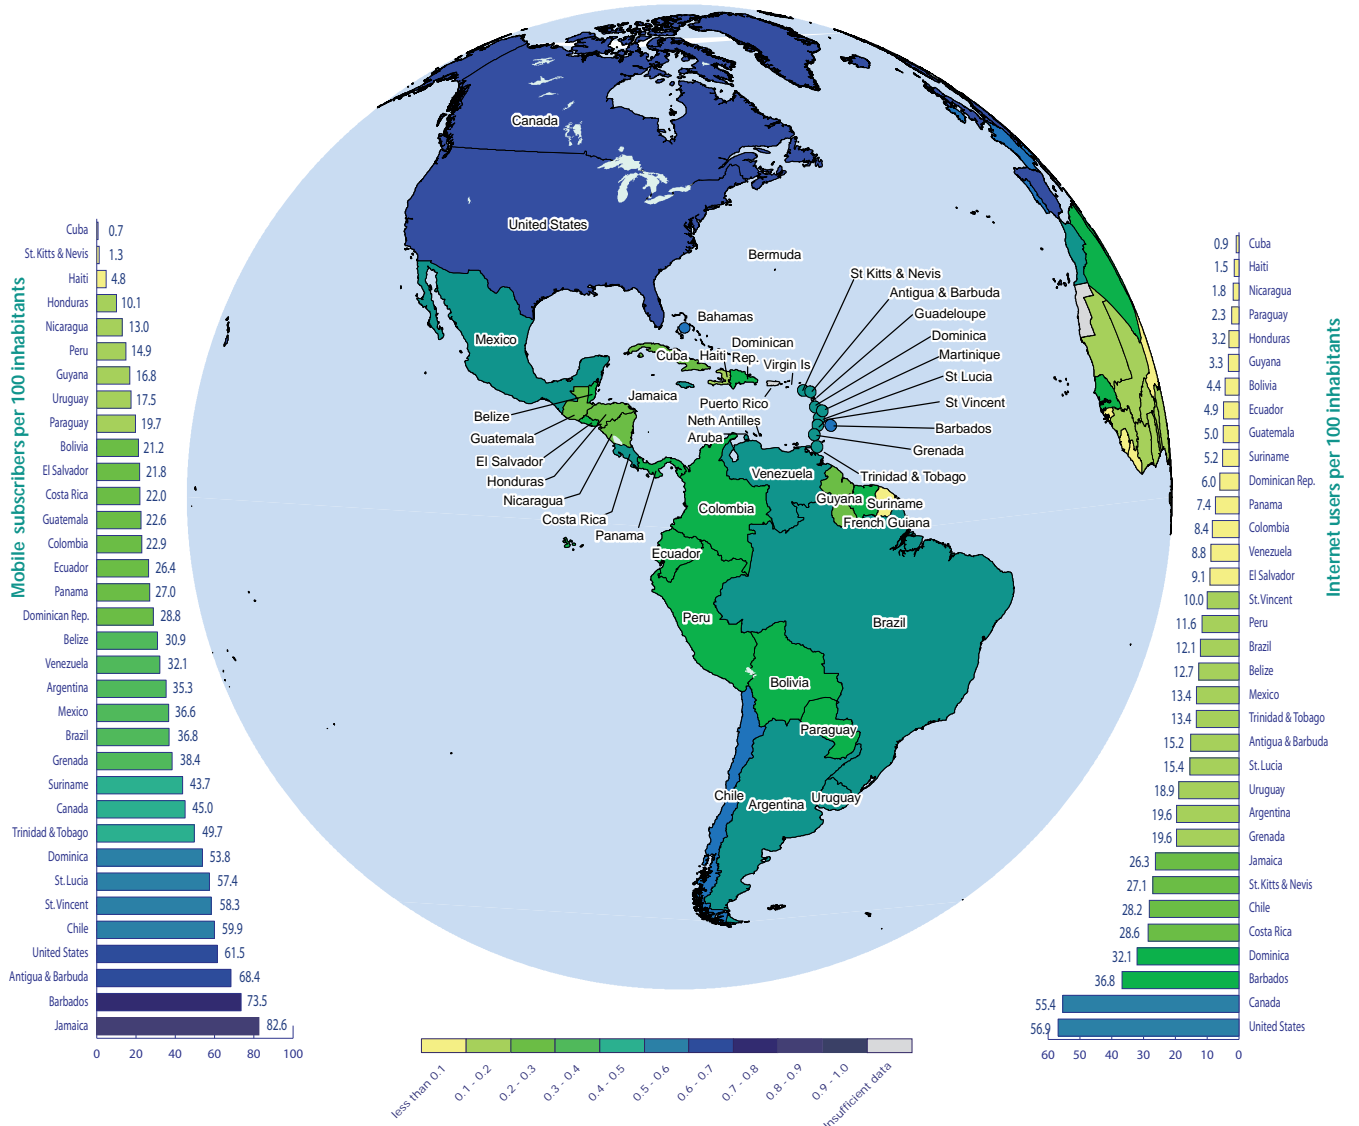 Mobile subscribers per 100 inhabitants
Cuba 0.7
St. Kitts & Nevis 1.3
Haiti 4.8
Honduras 10.1
Nicaragua 13.0
Peru 14.9
Guyana 16.8
Uruguay 17.5
Paraguay 19.7
Bolivia 21.2
El Salvador 21.8
Costa Rica 22.0
Guatemala 22.6
Colombia 22.9
Ecuador 26.4
Panama 27.0
Dominican Rep. 28.8
Belize 30.9
Venezuela 32.1
Argentina 35.3
Mexico 36.6
Brazil 36.8
Grenada 38.4
Suriname 43.7
Canada 45.0
Trinidad & Tobago 49.7
Dominica 53.8
St. Lucia 57.4
St. Vincent 58.3
Chile 59.9
United States 61.5
Antigua & Barbuda 68.4
Barbados 73.5
Jamaica 82.6
0 20 40 60 80 100
Canada
United States
Bermuda
St Kitts & Nevis
Antigua & Barbuda
Guadeloupe
Dominica
Martinique
St Lucia
St Vincent
Barbados
Grenada
Trinidad & Tobago
Bahamas
Mexico
Cuba
Haiti
Dominican
Rep.
Virgin Is
Jamaica
Puerto Rico
Neth Antilles
Aruba
Belize
Guatemala
El Salvador
Honduras
Nicaragua
Costa Rica
Panama
Venezuela
Colombia
Guyana
Suriname
French Guiana
Ecuador
Peru
Brazil
Bolivia
Paraguay
Chile
Argentina
Uruguay
less than 0.1
0.1 - 0.2
0.2 - 0.3
0.3 - 0.4
0.4 - 0.5
0.5 - 0.6
0.6 - 0.7
0.7 - 0.8
0.8 - 0.9
0.9 - 1.0
Insufficient data
Internet users per 100 inhabitants
0.9 Cuba
1.5 Haiti
1.8 Nicaragua
2.3 Paraguay
3.2 Honduras
3.3 Guyana
4.4 Bolivia
4.9 Ecuador
5.0 Guatemala
5.2 Suriname
6.0 Dominican Rep.
7.4 Panama
8.4 Colombia
8.8 Venezuela
9.1 El Salvador
10.0 St. Vincent
11.6 Peru
12.1 Brazil
12.7 Belize
13.4 Mexico
13.4 Trinidad & Tobago
15.2 Antigua & Barbuda
15.4 St. Lucia
18.9 Uruguay
19.6 Argentina
19.6 Grenada
26.3 Jamaica
27.1 St. Kitts & Nevis
28.2 Chile
28.6 Costa Rica
32.1 Dominica
36.8 Barbados
55.4 Canada
56.9 United States
60 50 40 30 20 10 0